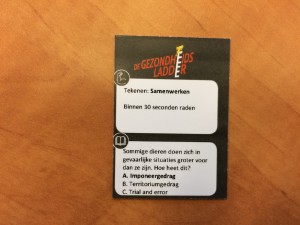 DE GEZONDHEIDS
LADDER
Tekenen: Samenwerken
Binnen 30 seconden raden
Sommige dieren doen zich in
gevaarlijke situaties groter voor
dan ze zijn. Hoe heet dit?
A. Imponeergedrag
B. Territoriumgedrag
C. Trial and error